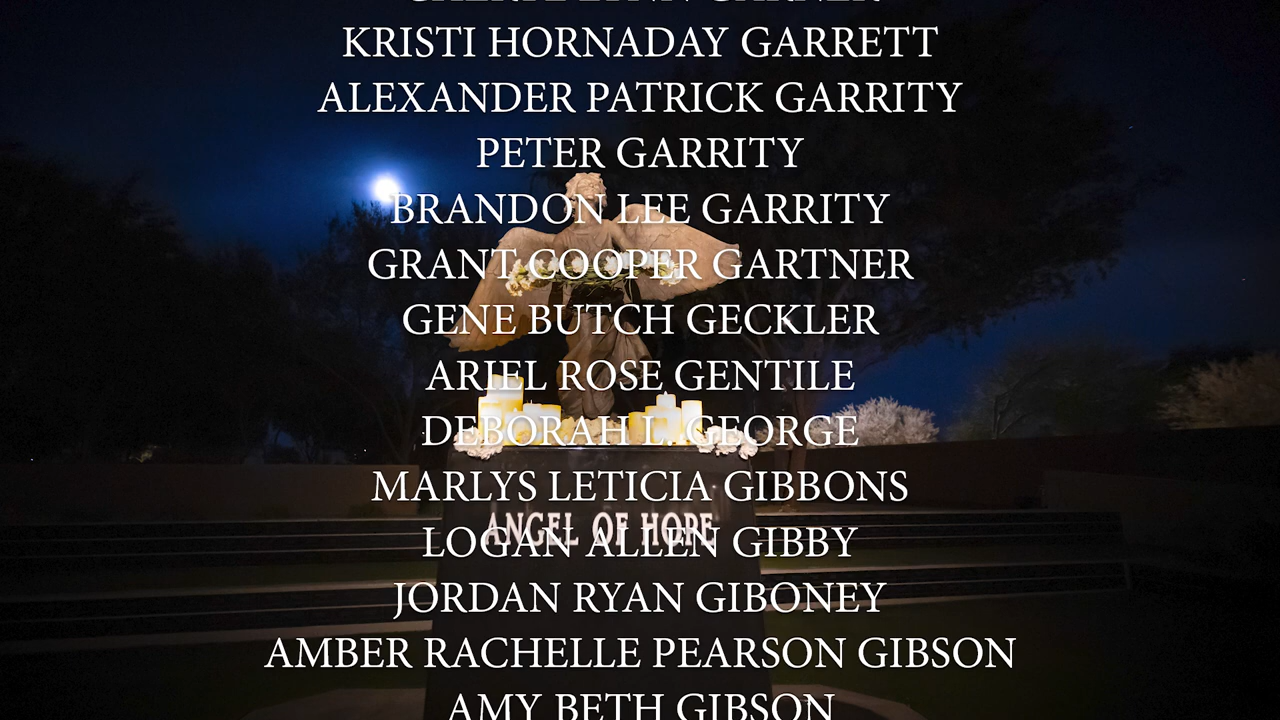 KRISTI HORNADAY GARRETT
ALEXANDER PATRICK GARRITY
PETER GARRITY
BRANDON LEE GARRITY
GRANT COOPER GARTNER
GENE BUTCH GECKLER
ARIEL ROSE GENTILE
DEBORAH L. GEORGE
MARLYS LETICIA GIBBONS
ANGEL OF HOPE
LOGAN ALLEN GIBBY
JORDAN RYAN GIBONEY
AMBER RACHELLE PEARSON GIBSON
AMY BETH GIBSON